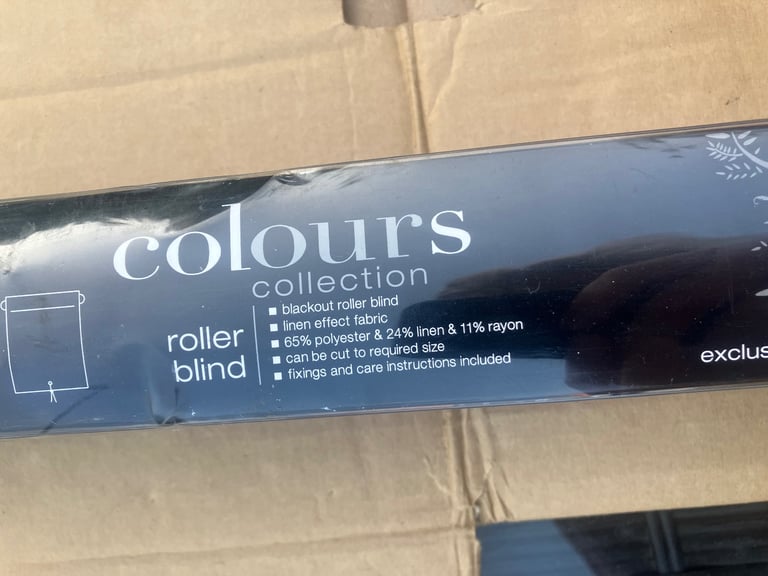 colours
collection
roller
blind
blackout roller blind
linen effect fabric
65% polyester & 24% linen & 11% rayon
can be cut to required size
fixings and care instructions included
exclus